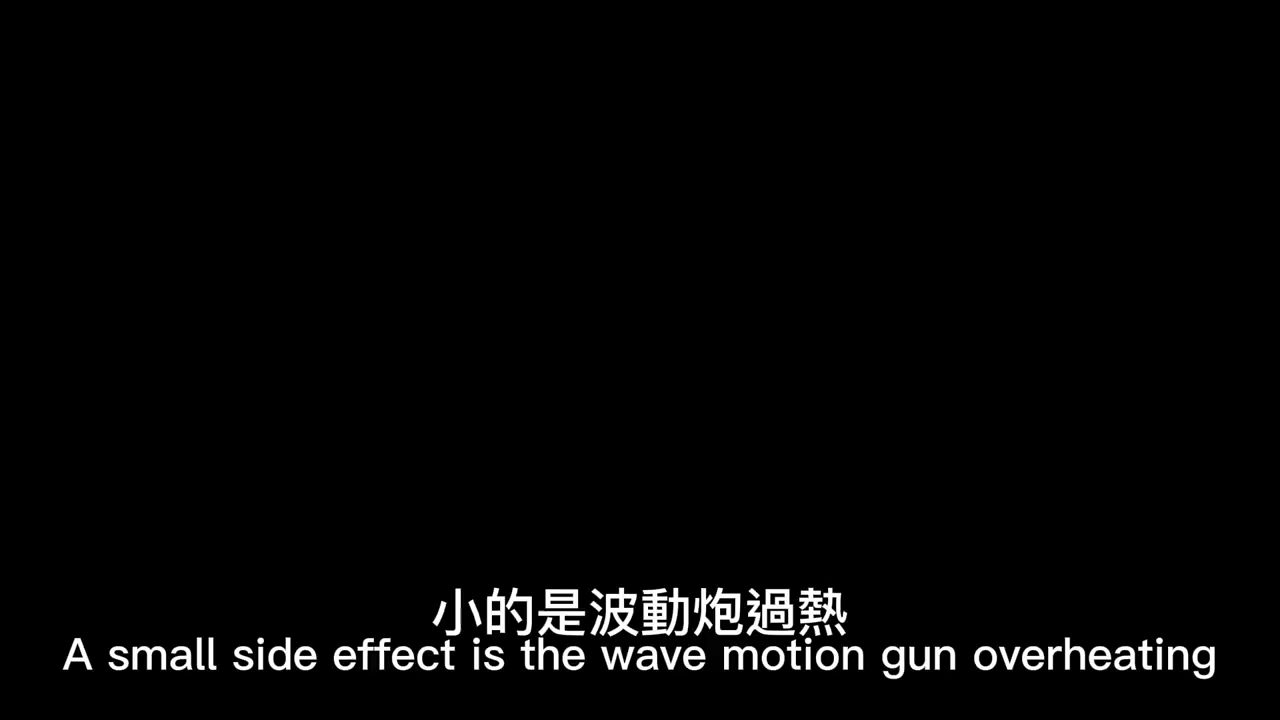 小的是波動炮過熱
A small side effect is the wave motion gun overheating